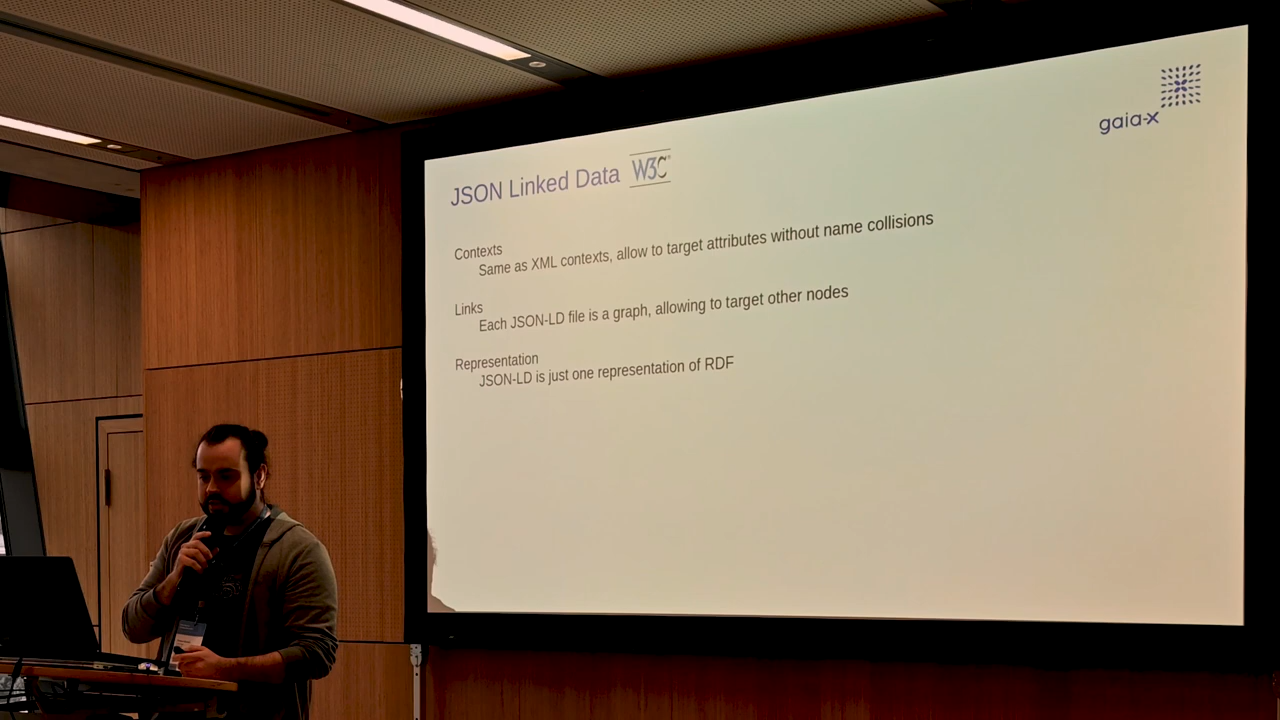 gaia-x
JSON Linked Data W3C®
Contexts
Same as XML contexts, allow to target attributes without name collisions
Links
Each JSON-LD file is a graph, allowing to target other nodes
Representation
JSON-LD is just one representation of RDF